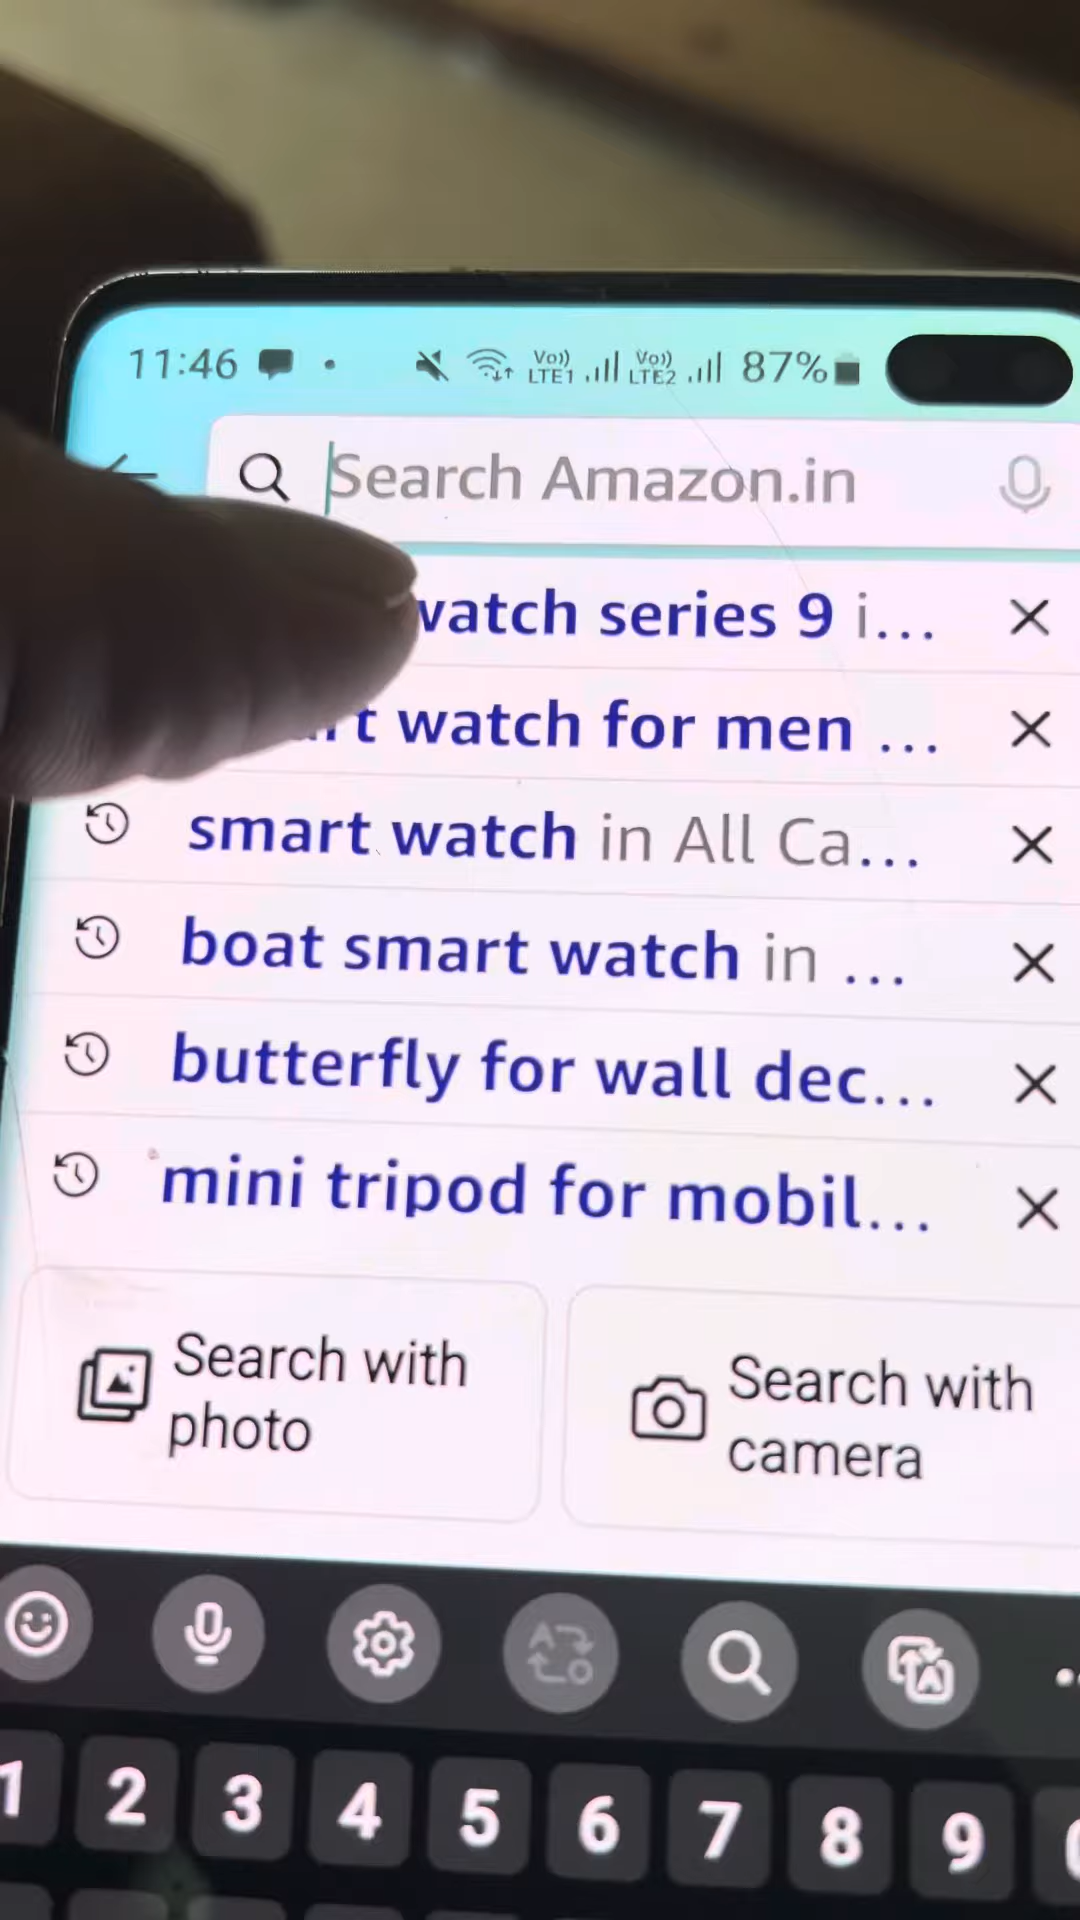 11:46 Vo)) LTE1 Vo)) LTE2 87%
Search Amazon.in
series 9 i...
watch for men ...
smart watch in All Ca...
boat smart watch in ...
butterfly for wall dec...
mini tripod for mobil...
Search with
photo
Search with
camera
1 2 3 4 5 6 7 8 9